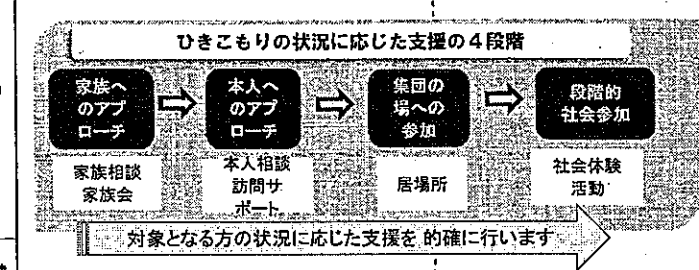 ひきこもりの状況に応じた支援の4段階
家族へ
のアプ
ローチ
本人へ
のアプ
ローチ
集団の
場への
参加
段階的
社会参加
家族相談
家族会
本人相談
訪問サ
ポート
居場所
社会体験
活動
対象となる方の状況に応じた支援を 的確に行います